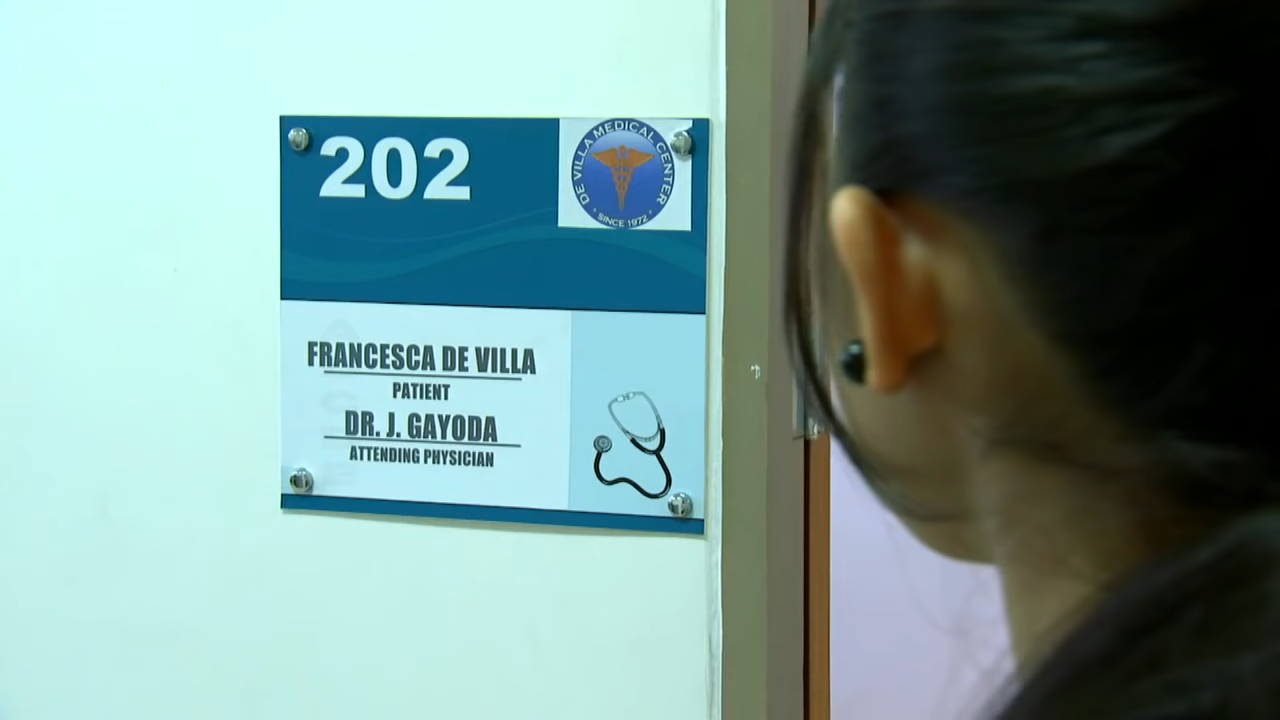 202
DE VILLA MEDICAL CENTER
• SINCE 1972 •
FRANCESCA DE VILLA
PATIENT
DR. J. GAYODA
ATTENDING PHYSICIAN